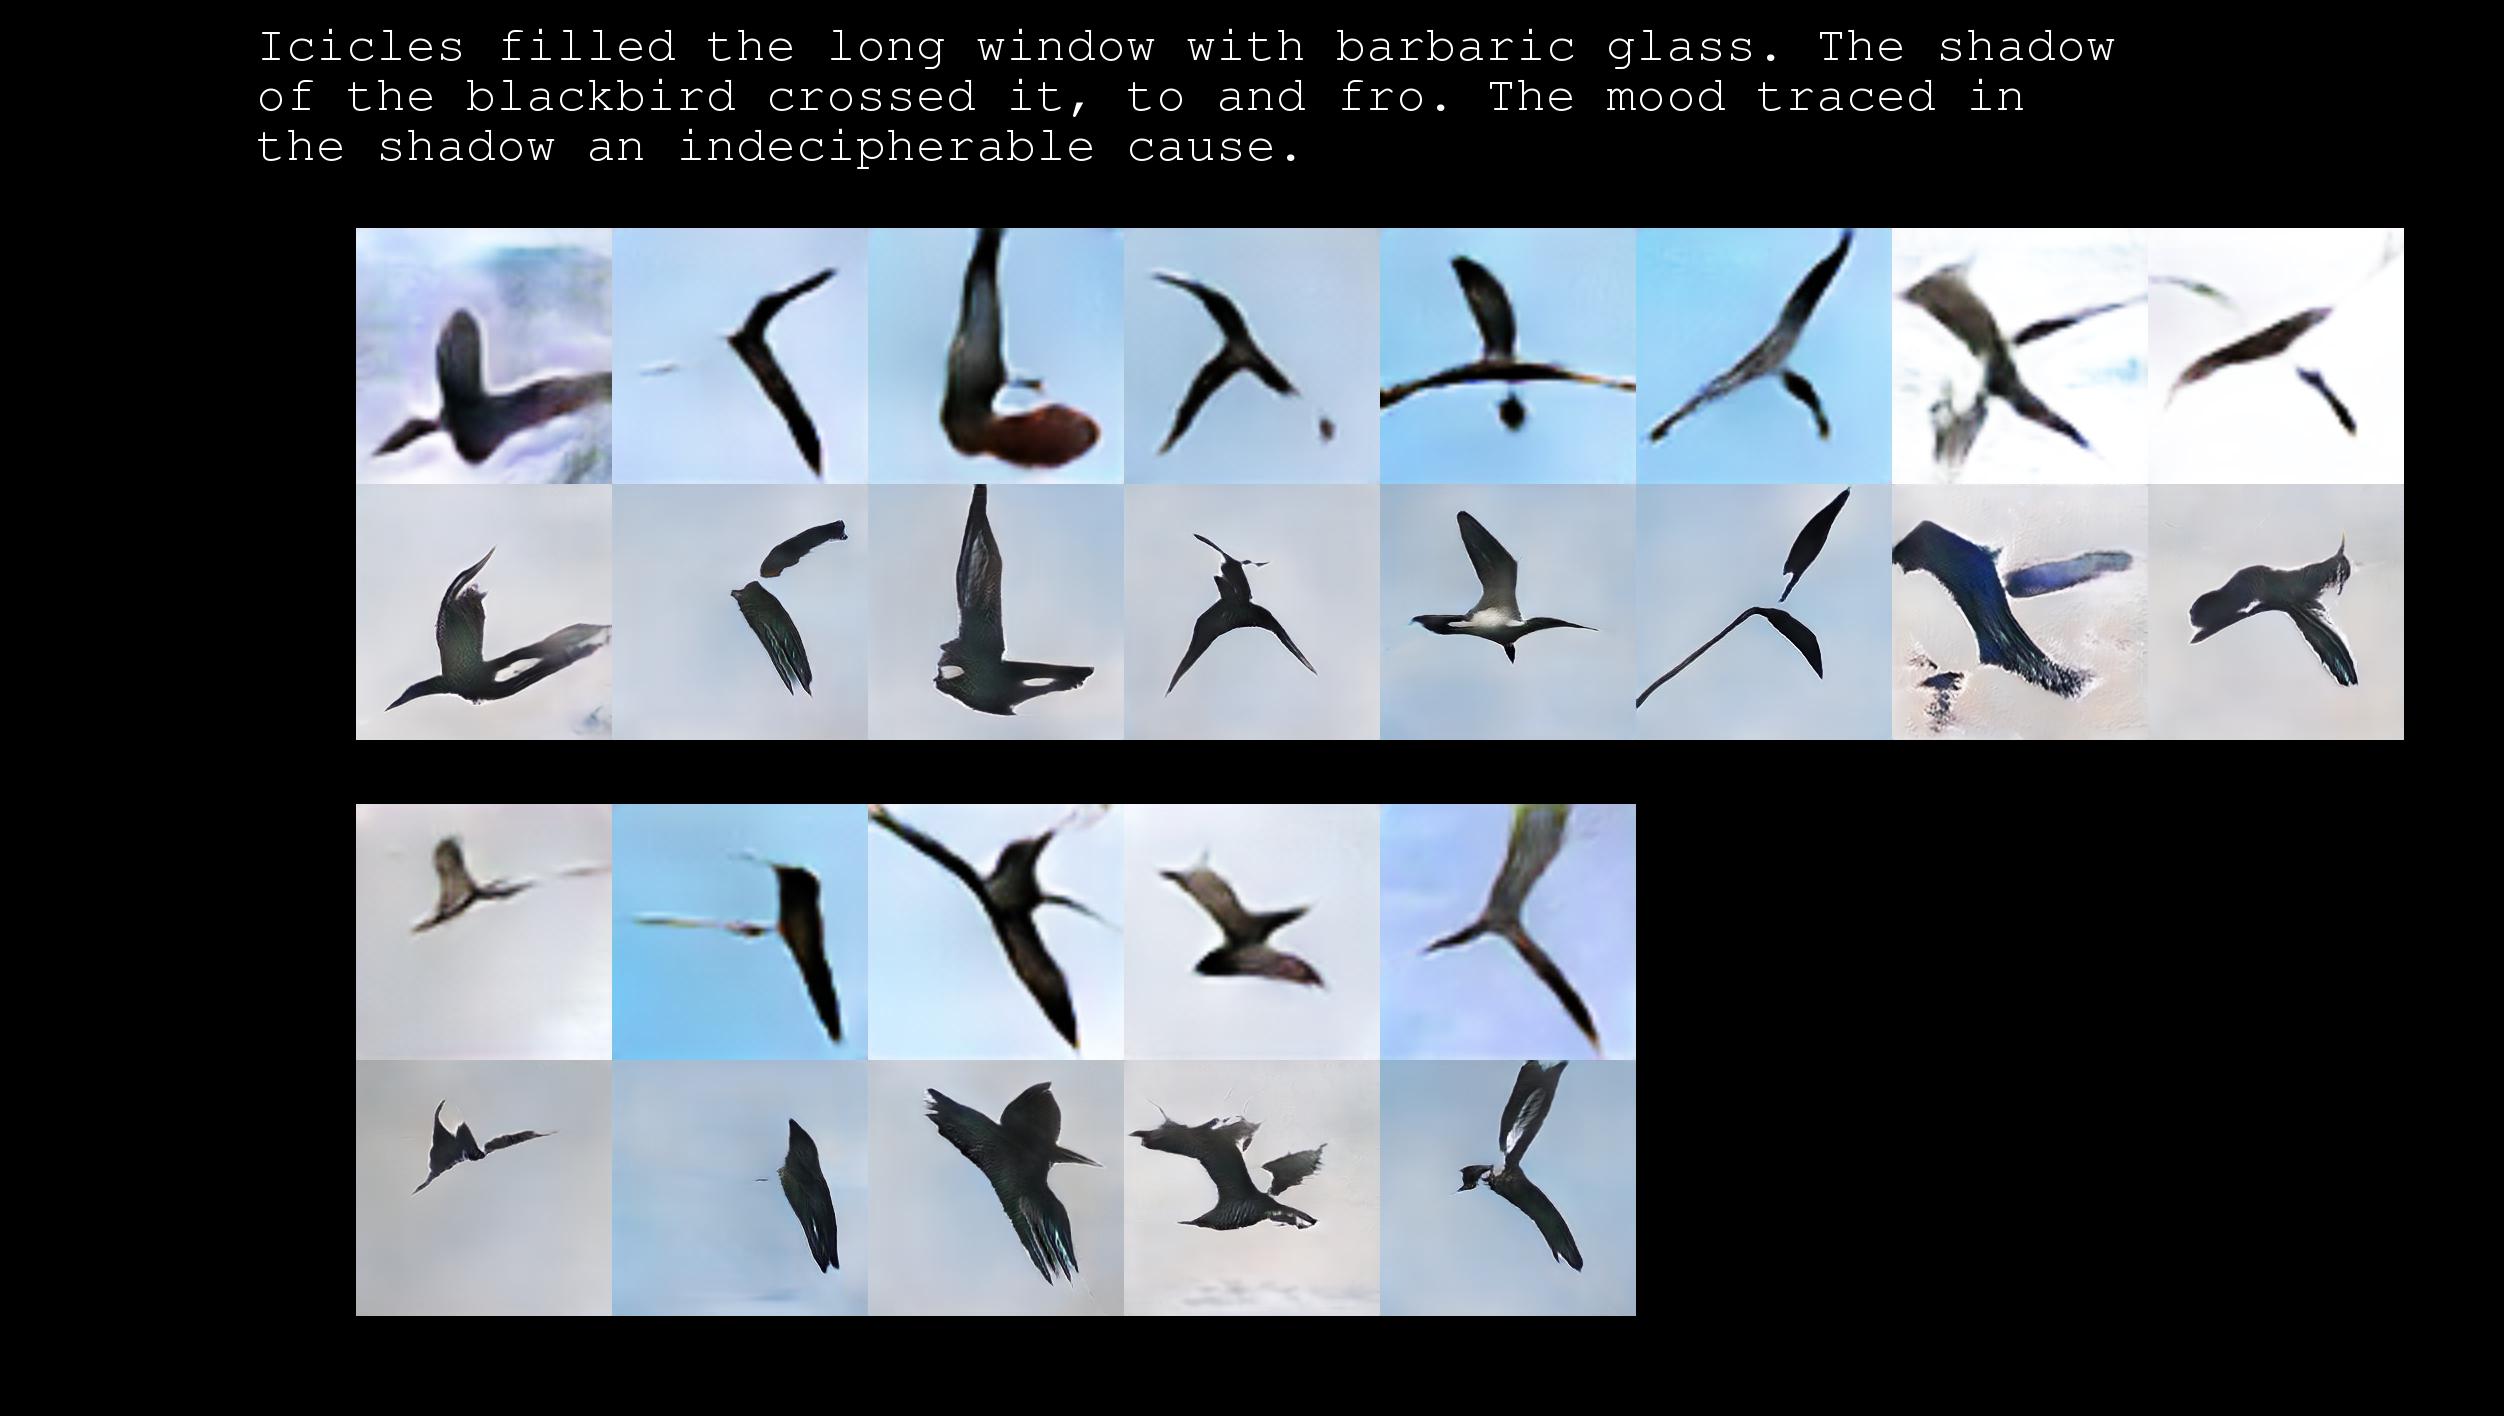 Icicles filled the long window with barbaric glass. The shadow
of the blackbird crossed it, to and fro. The mood traced in
the shadow an indecipherable cause.